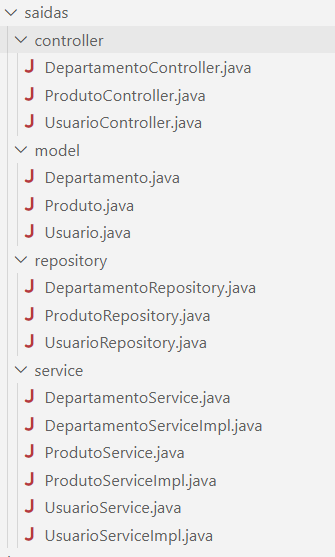 saidas
controller
J DepartamentoController.java
J ProdutoController.java
J UsuarioController.java
model
J Departamento.java
J Produto.java
J Usuario.java
repository
J DepartamentoRepository.java
J ProdutoRepository.java
J UsuarioRepository.java
service
J DepartamentoService.java
J DepartamentoServiceImpl.java
J ProdutoService.java
J ProdutoServiceImpl.java
J UsuarioService.java
J UsuarioServiceImpl.java